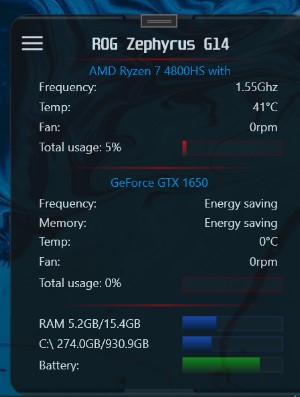 ROG Zephyrus G14
AMD Ryzen 7 4800HS with
Frequency: 1.55Ghz
Temp: 41°C
Fan: 0rpm
Total usage: 5%
GeForce GTX 1650
Frequency: Energy saving
Memory: Energy saving
Temp: 0°C
Fan: 0rpm
Total usage: 0%
RAM 5.2GB/15.4GB
C:\ 274.0GB/930.9GB
Battery: